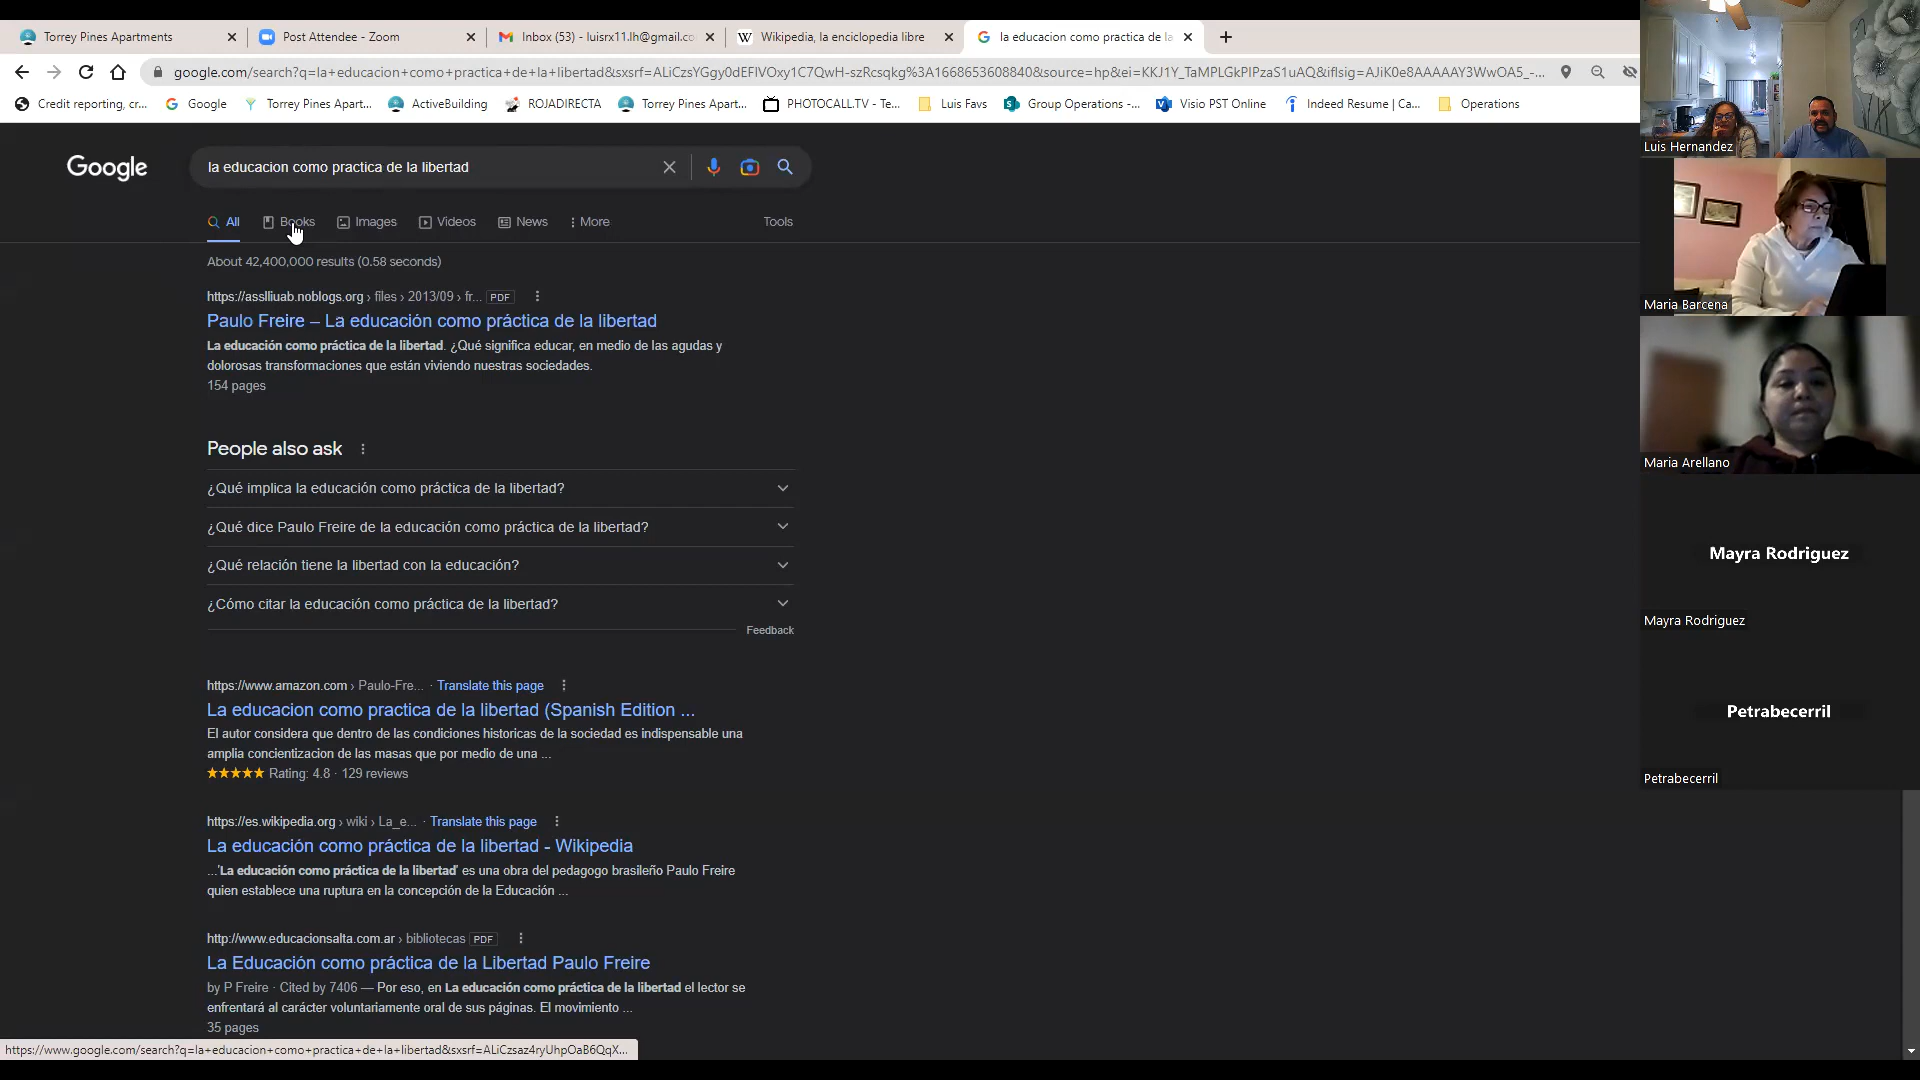 Torrey Pines Apartments
Post Attendee - Zoom
Inbox (53) - luisrx11.lh@gmail.co
Wikipedia, la enciclopedia libre
la educacion como practica de la
google.com/search?q=la+educacion+como+practica+de+la+libertad&sxsrf=ALiCzsYGgy0dEFlVOxy1C7QwH-szRcsqkg%3A1668653608840&source=hp&ei=KKJ1Y_TaMPLGkPIPzaS1uAQ&iflsig=AJiK0e8AAAAAY3WwOA5_-...
Credit reporting, cr...
Google
Torrey Pines Apart...
ActiveBuilding
ROJADIRECTA
Torrey Pines Apart...
PHOTOCALL.TV - Te...
Luis Favs
Group Operations -...
Visio PST Online
Indeed Resume | Ca...
Operations
Google
la educacion como practica de la libertad
All
Books
Images
Videos
News
More
Tools
About 42,400,000 results (0.58 seconds)
https://asslliuab.noblogs.org › files › 2013/09 › fr... PDF
Paulo Freire – La educación como práctica de la libertad
La educación como práctica de la libertad. ¿Qué significa educar, en medio de las agudas y
dolorosas transformaciones que están viviendo nuestras sociedades.
154 pages
People also ask
¿Qué implica la educación como práctica de la libertad?
¿Qué dice Paulo Freire de la educación como práctica de la libertad?
¿Qué relación tiene la libertad con la educación?
¿Cómo citar la educación como práctica de la libertad?
Feedback
https://www.amazon.com › Paulo-Fre... · Translate this page
La educacion como practica de la libertad (Spanish Edition ...
El autor considera que dentro de las condiciones historicas de la sociedad es indispensable una
amplia concientizacion de las masas que por medio de una ...
Rating: 4.8 · 129 reviews
https://es.wikipedia.org › wiki › La_e... · Translate this page
La educación como práctica de la libertad - Wikipedia
...'La educación como práctica de la libertad' es una obra del pedagogo brasileño Paulo Freire
quien establece una ruptura en la concepción de la Educación ...
http://www.educacionsalta.com.ar › bibliotecas PDF
La Educación como práctica de la Libertad Paulo Freire
by P Freire · Cited by 7406 — Por eso, en La educación como práctica de la libertad el lector se
enfrentará al carácter voluntariamente oral de sus páginas. El movimiento ...
35 pages
https://www.google.com/search?q=la+educacion+como+practica+de+la+libertad&sxsrf=ALiCzsaz4ryUhpOaB6QqX...
Luis Hernandez
Maria Barcena
Maria Arellano
Mayra Rodriguez
Mayra Rodriguez
Petrabecerril
Petrabecerril